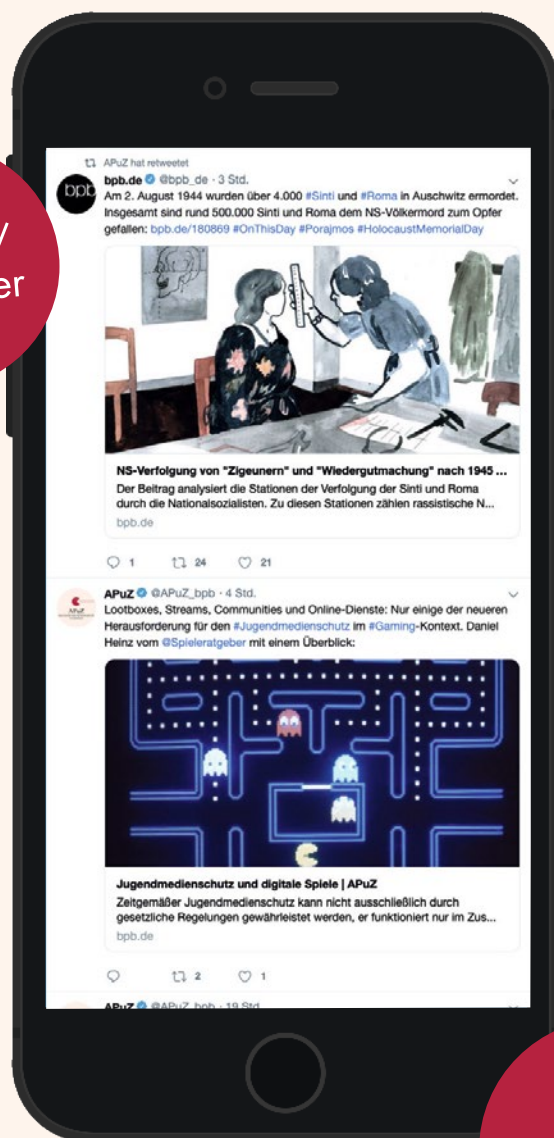 /
er
APuZ hat retweetet
bpb
bpb.de @bpb_de · 3 Std.
Am 2. August 1944 wurden über 4.000 #Sinti und #Roma in Auschwitz ermordet.
Insgesamt sind rund 500.000 Sinti und Roma dem NS-Völkermord zum Opfer
gefallen: bpb.de/180869 #OnThisDay #Porajmos #HolocaustMemorialDay
NS-Verfolgung von "Zigeunern" und "Wiedergutmachung" nach 1945 ...
Der Beitrag analysiert die Stationen der Verfolgung der Sinti und Roma
durch die Nationalsozialisten. Zu diesen Stationen zählen rassistische N...
bpb.de
1 24 21
APuZ
APuZ @APuZ_bpb · 4 Std.
Lootboxes, Streams, Communities und Online-Dienste: Nur einige der neueren
Herausforderung für den #Jugendmedienschutz im #Gaming-Kontext. Daniel
Heinz vom @Spieleratgeber mit einem Überblick:
Jugendmedienschutz und digitale Spiele | APuZ
Zeitgemäßer Jugendmedienschutz kann nicht ausschließlich durch
gesetzliche Regelungen gewährleistet werden, er funktioniert nur im Zus...
bpb.de
2 1
APuZ @APuZ_bpb · 19 Std.